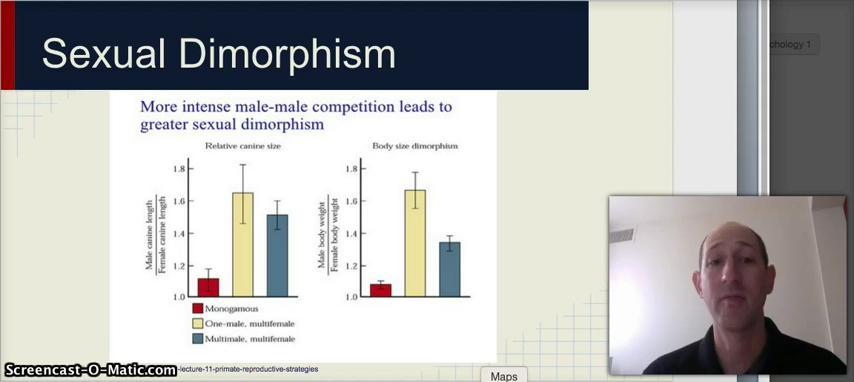 Sexual Dimorphism
chology 1
More intense male-male competition leads to
greater sexual dimorphism
Relative canine size
Male canine length
Female canine length
1.8
1.6
1.4
1.2
1.0
Body size dimorphism
Male body weight
Female body weight
1.8
1.6
1.4
1.2
1.0
Monogamous
One-male, multifemale
Multimale, multifemale
Screencast-O-Matic.com
-lecture-11-primate-reproductive-strategies
Maps